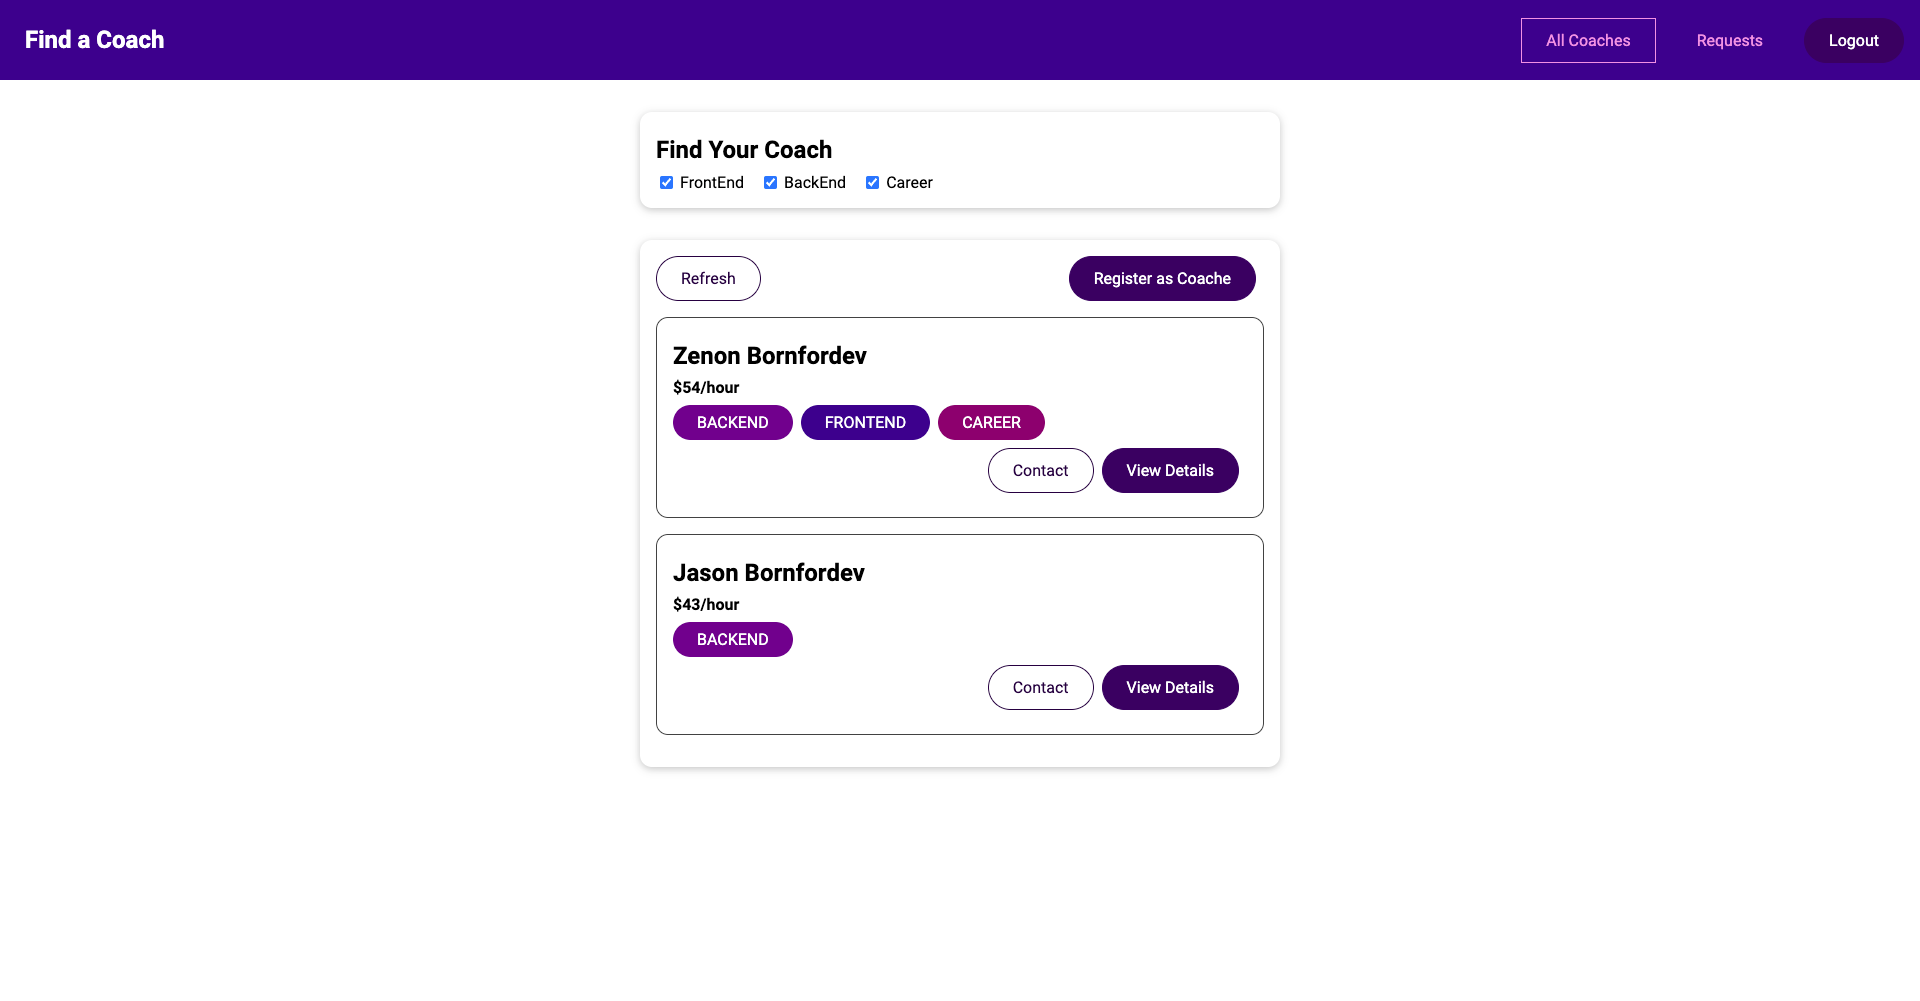 Find a Coach
All Coaches
Requests
Logout
Find Your Coach
FrontEnd BackEnd Career
Refresh
Register as Coache
Zenon Bornfordev
$54/hour
BACKEND FRONTEND CAREER
Contact View Details
Jason Bornfordev
$43/hour
BACKEND
Contact View Details